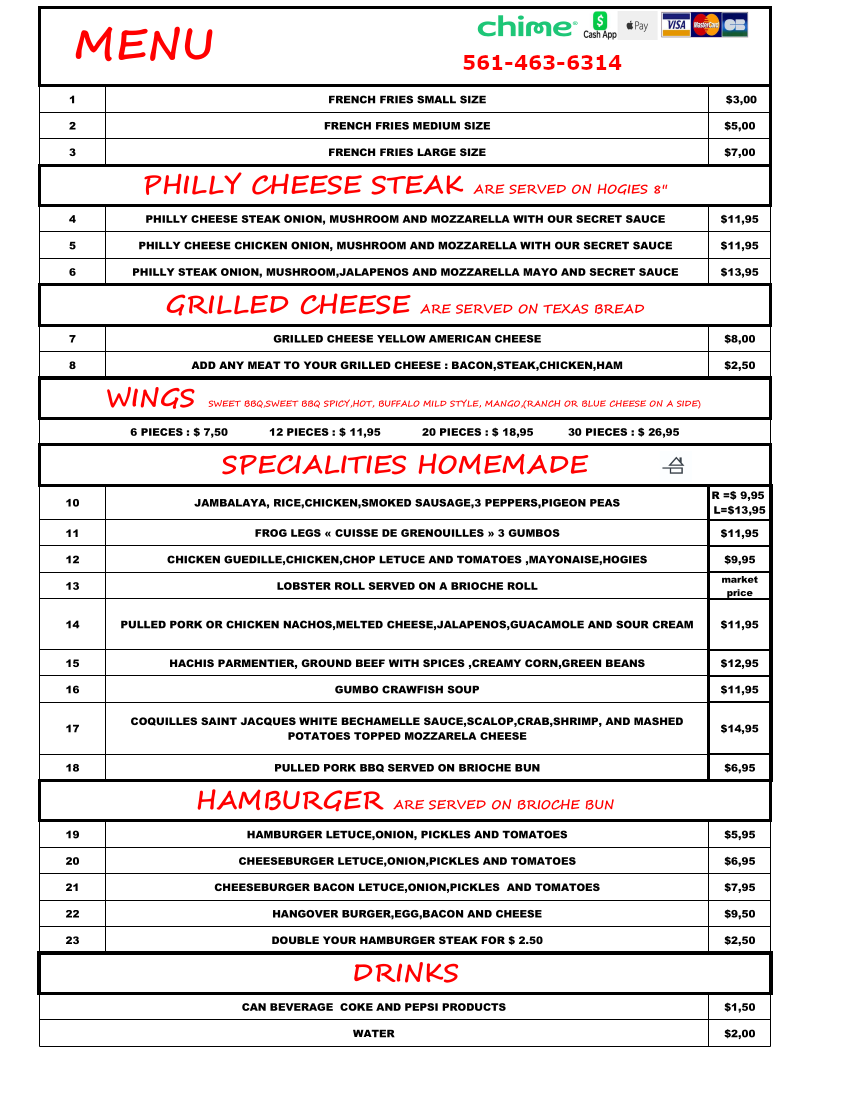 MENU
chime
Cash App
Pay
VISA
MasterCard
561-463-6314
1 FRENCH FRIES SMALL SIZE $3,00
2 FRENCH FRIES MEDIUM SIZE $5,00
3 FRENCH FRIES LARGE SIZE $7,00
PHILLY CHEESE STEAK ARE SERVED ON HOGIES 8"
4 PHILLY CHEESE STEAK ONION, MUSHROOM AND MOZZARELLA WITH OUR SECRET SAUCE $11,95
5 PHILLY CHEESE CHICKEN ONION, MUSHROOM AND MOZZARELLA WITH OUR SECRET SAUCE $11,95
6 PHILLY STEAK ONION, MUSHROOM,JALAPENOS AND MOZZARELLA MAYO AND SECRET SAUCE $13,95
GRILLED CHEESE ARE SERVED ON TEXAS BREAD
7 GRILLED CHEESE YELLOW AMERICAN CHEESE $8,00
8 ADD ANY MEAT TO YOUR GRILLED CHEESE : BACON,STEAK,CHICKEN,HAM $2,50
WINGS SWEET BBQ,SWEET BBQ SPICY,HOT, BUFFALO MILD STYLE, MANGO,(RANCH OR BLUE CHEESE ON A SIDE)
6 PIECES : $ 7,50 12 PIECES : $ 11,95 20 PIECES : $ 18,95 30 PIECES : $ 26,95
SPECIALITIES HOMEMADE
10 JAMBALAYA, RICE,CHICKEN,SMOKED SAUSAGE,3 PEPPERS,PIGEON PEAS R =$ 9,95
L=$13,95
11 FROG LEGS « CUISSE DE GRENOUILLES » 3 GUMBOS $11,95
12 CHICKEN GUEDILLE,CHICKEN,CHOP LETUCE AND TOMATOES ,MAYONAISE,HOGIES $9,95
13 LOBSTER ROLL SERVED ON A BRIOCHE ROLL market
price
14 PULLED PORK OR CHICKEN NACHOS,MELTED CHEESE,JALAPENOS,GUACAMOLE AND SOUR CREAM $11,95
15 HACHIS PARMENTIER, GROUND BEEF WITH SPICES ,CREAMY CORN,GREEN BEANS $12,95
16 GUMBO CRAWFISH SOUP $11,95
17 COQUILLES SAINT JACQUES WHITE BECHAMELLE SAUCE,SCALOP,CRAB,SHRIMP, AND MASHED
POTATOES TOPPED MOZZARELA CHEESE $14,95
18 PULLED PORK BBQ SERVED ON BRIOCHE BUN $6,95
HAMBURGER ARE SERVED ON BRIOCHE BUN
19 HAMBURGER LETUCE,ONION, PICKLES AND TOMATOES $5,95
20 CHEESEBURGER LETUCE,ONION,PICKLES AND TOMATOES $6,95
21 CHEESEBURGER BACON LETUCE,ONION,PICKLES  AND TOMATOES $7,95
22 HANGOVER BURGER,EGG,BACON AND CHEESE $9,50
23 DOUBLE YOUR HAMBURGER STEAK FOR $ 2.50 $2,50
DRINKS
CAN BEVERAGE  COKE AND PEPSI PRODUCTS $1,50
WATER $2,00